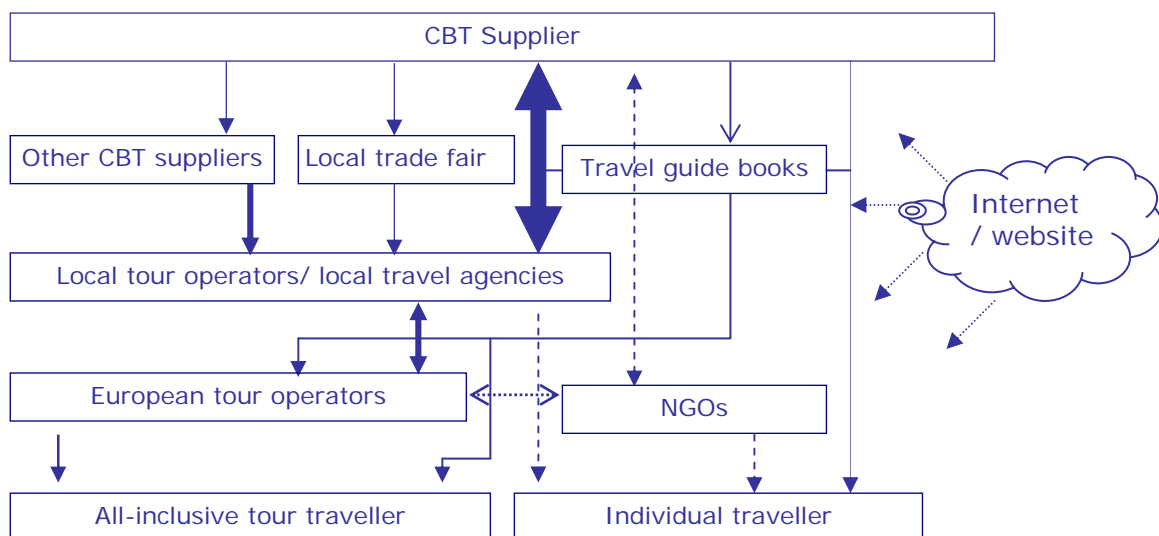 CBT Supplier
Other CBT suppliers
Local trade fair
Travel guide books
Internet
/ website
Local tour operators/ local travel agencies
European tour operators
NGOs
All-inclusive tour traveller
Individual traveller